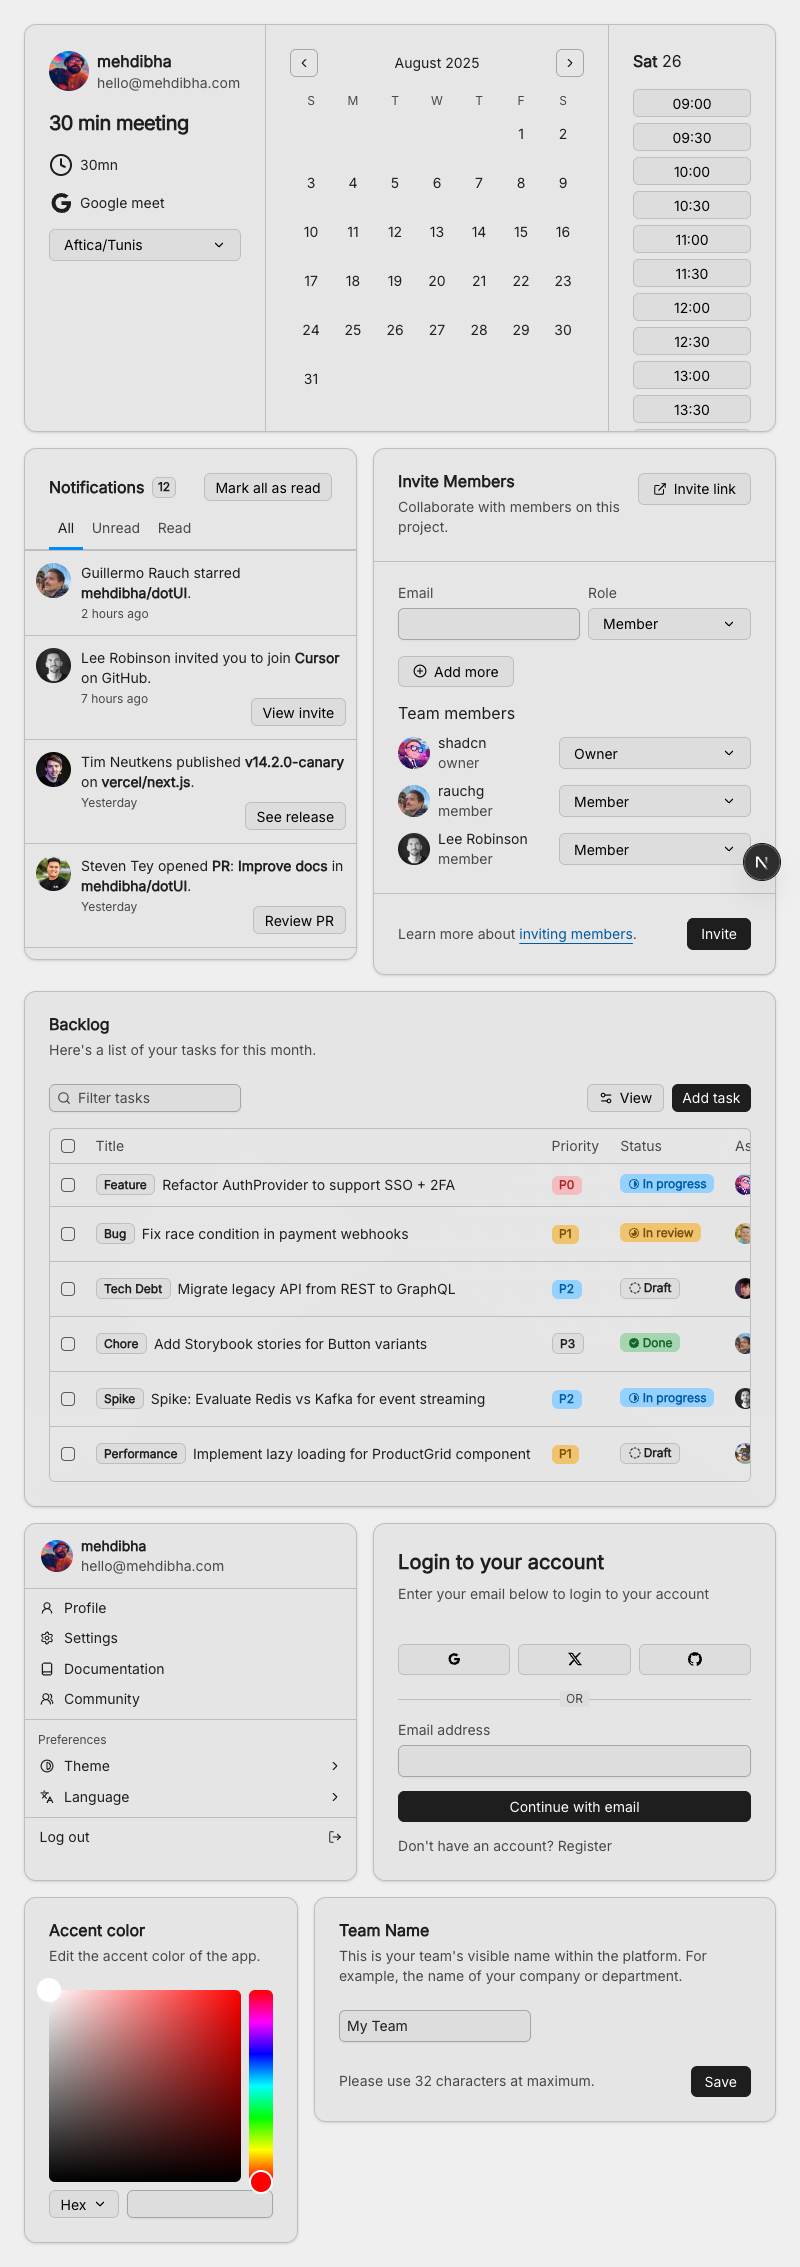 mehdibha
hello@mehdibha.com
30 min meeting
30mn
Google meet
Aftica/Tunis
August 2025
S M T W T F S
1 2
3 4 5 6 7 8 9
10 11 12 13 14 15 16
17 18 19 20 21 22 23
24 25 26 27 28 29 30
31
Sat 26
09:00
09:30
10:00
10:30
11:00
11:30
12:00
12:30
13:00
13:30
Notifications 12 Mark all as read
All Unread Read
Guillermo Rauch starred
mehdibha/dotUI.
2 hours ago
Lee Robinson invited you to join Cursor
on GitHub.
7 hours ago
View invite
Tim Neutkens published v14.2.0-canary
on vercel/next.js.
Yesterday
See release
Steven Tey opened PR: Improve docs in
mehdibha/dotUI.
Yesterday
Review PR
Invite Members
Collaborate with members on this
project.
Invite link
Email Role
Member
Add more
Team members
shadcn
owner
Owner
rauchg
member
Member
Lee Robinson
member
Member
N
Learn more about inviting members.
Invite
Backlog
Here's a list of your tasks for this month.
Filter tasks View Add task
Title Priority Status As
Feature Refactor AuthProvider to support SSO + 2FA P0 In progress
Bug Fix race condition in payment webhooks P1 In review
Tech Debt Migrate legacy API from REST to GraphQL P2 Draft
Chore Add Storybook stories for Button variants P3 Done
Spike Spike: Evaluate Redis vs Kafka for event streaming P2 In progress
Performance Implement lazy loading for ProductGrid component P1 Draft
mehdibha
hello@mehdibha.com
Profile
Settings
Documentation
Community
Preferences
Theme
Language
Log out
Login to your account
Enter your email below to login to your account
OR
Email address
Continue with email
Don't have an account? Register
Accent color
Edit the accent color of the app.
Hex
Team Name
This is your team's visible name within the platform. For
example, the name of your company or department.
My Team
Please use 32 characters at maximum.
Save